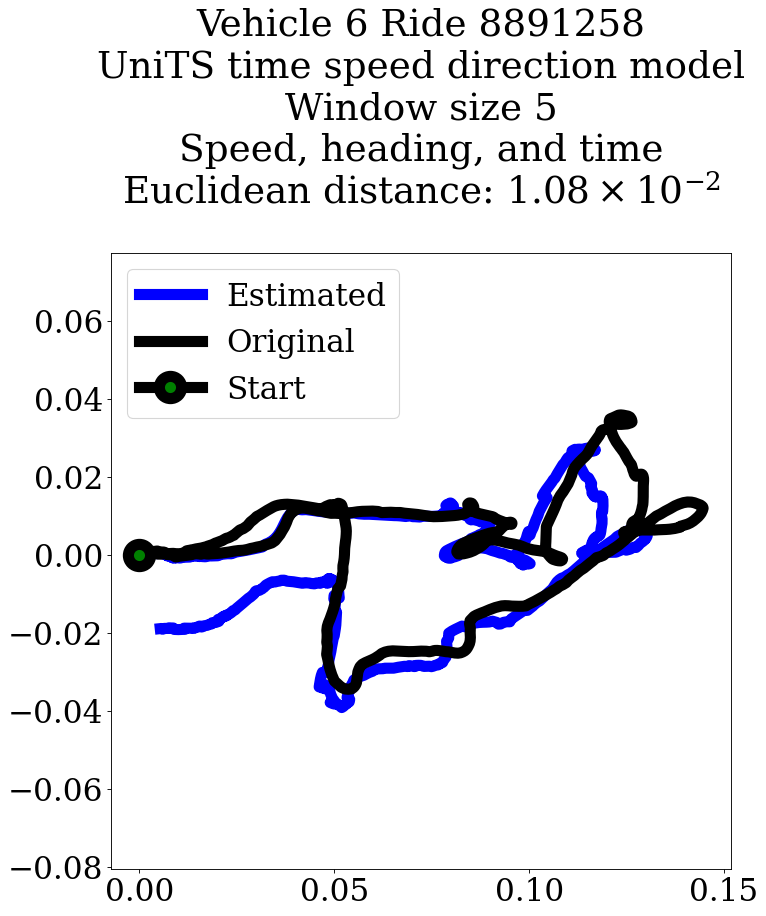 Vehicle 6 Ride 8891258
UniTS time speed direction model
Window size 5
Speed, heading, and time
Euclidean distance: 1.08 × 10⁻²
Estimated
Original
Start
0.06
0.04
0.02
0.00
−0.02
−0.04
−0.06
−0.08
0.00 0.05 0.10 0.15